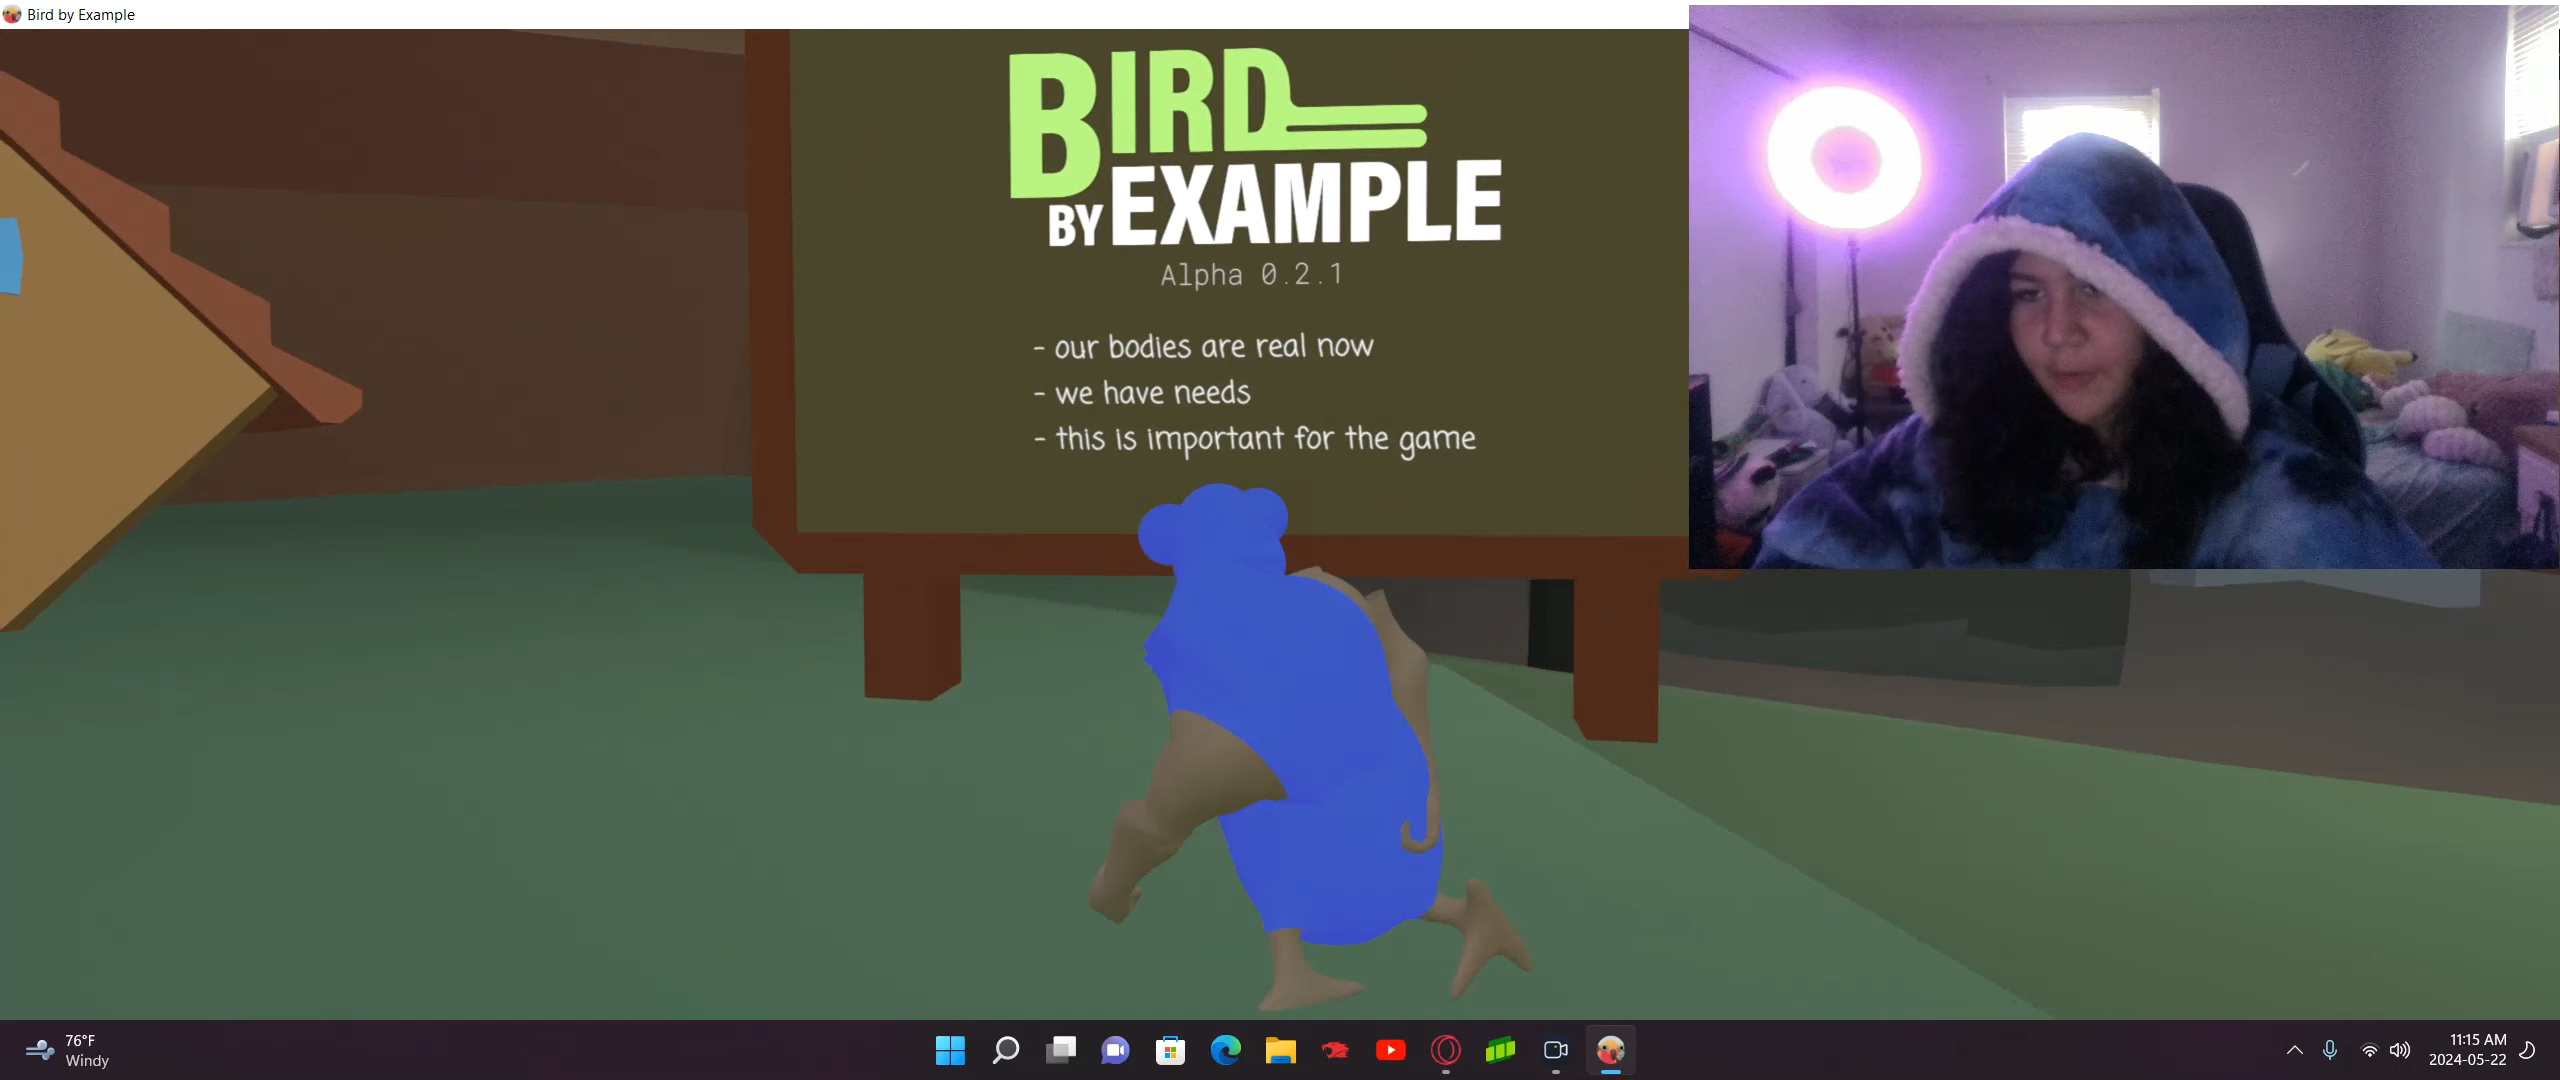 Bird by Example
BIRD
BY EXAMPLE
Alpha 0.2.1
- our bodies are real now
- we have needs
- this is important for the game
76°F
Windy
11:15 AM
2024-05-22